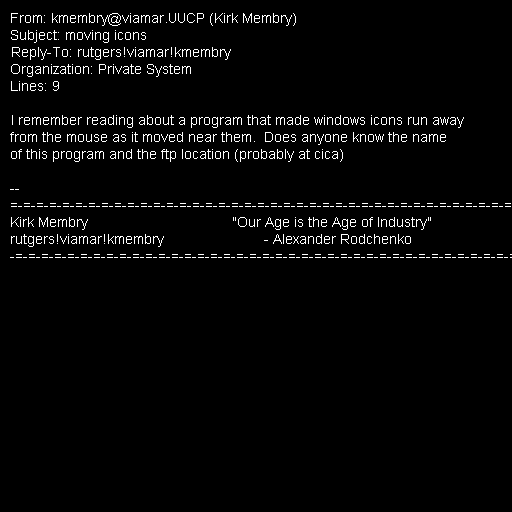 From: kmembry@viamar.UUCP (Kirk Membry)
Subject: moving icons
Reply-To: rutgers!viamar!kmembry
Organization: Private System
Lines: 9

I remember reading about a program that made windows icons run away
from the mouse as it moved near them.  Does anyone know the name
of this program and the ftp location (probably at cica)

--
=-=-=-=-=-=-=-=-=-=-=-=-=-=-=-=-=-=-=-=-=-=-=-=-=-=-=-=-=-=-=-=-=-=-=-=-=-=
Kirk Membry                                    "Our Age is the Age of Industry"
rutgers!viamar!kmembry                         - Alexander Rodchenko
-=-=-=-=-=-=-=-=-=-=-=-=-=-=-=-=-=-=-=-=-=-=-=-=-=-=-=-=-=-=-=-=-=-=-=-=-=-=